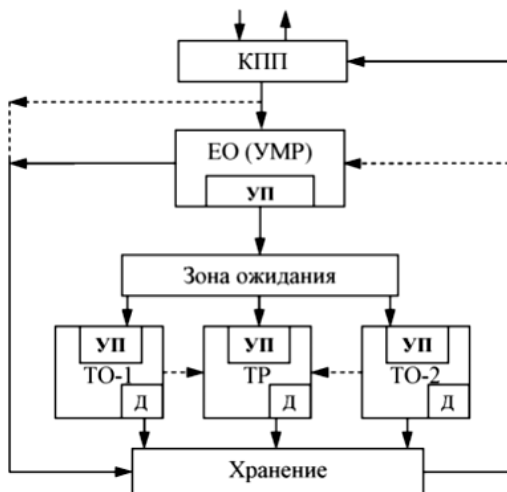 КПП
ЕО (УМР)
УП
Зона ожидания
УП УП УП
ТО-1 ТР ТО-2
Д Д Д
Хранение